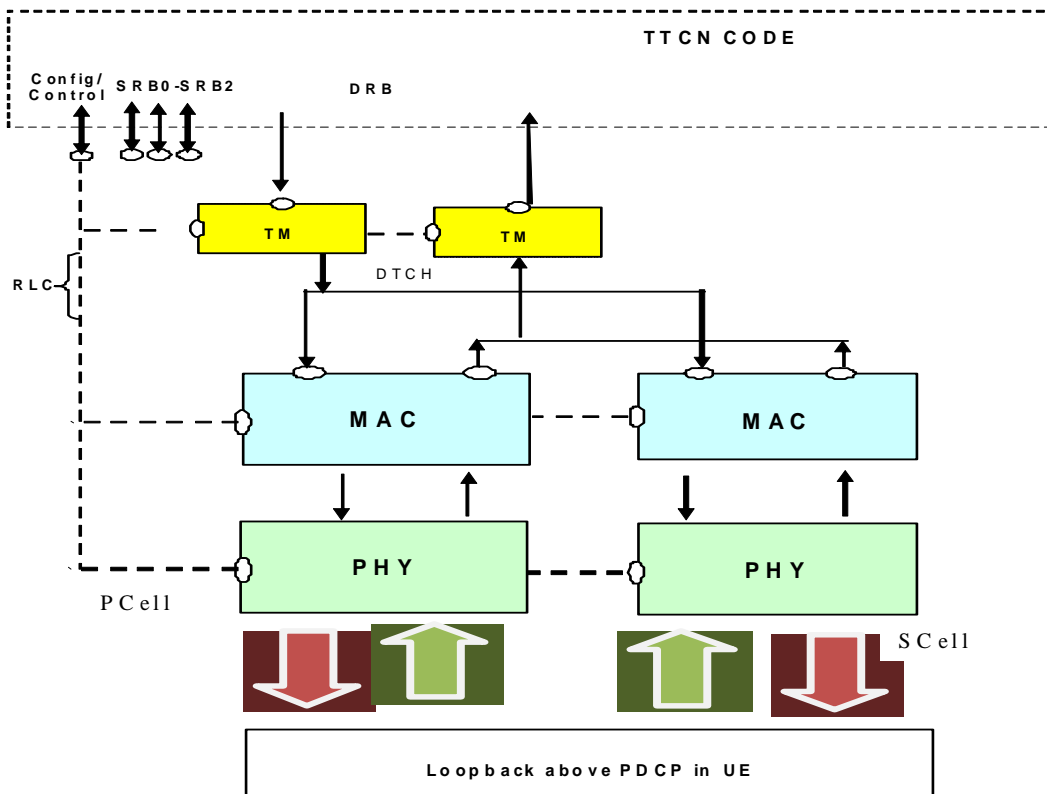 TTCN CODE
Config/
Control
SRB0-SRB2
DRB
TM
TM
DTCH
RLC
MAC
MAC
PHY
PHY
PCell
SCell
Loopback above PDCP in UE